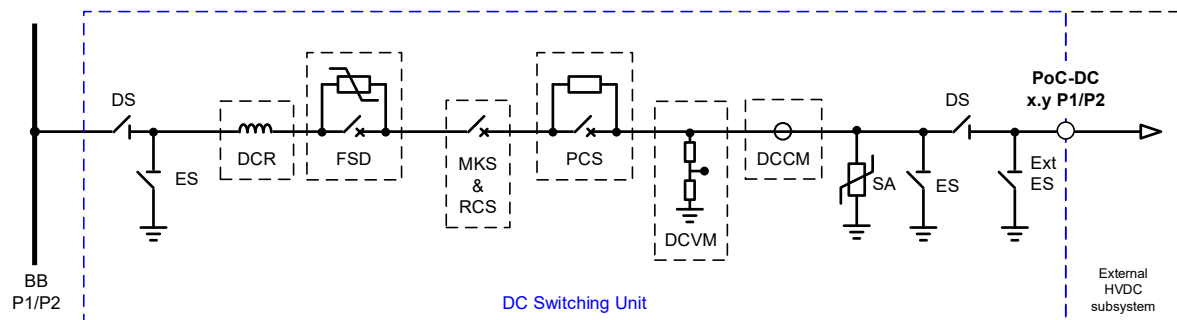 PoC-DC
x.y P1/P2
DS
DS
DCR
FSD
MKS
&
RCS
PCS
DCCM
ES
SA
ES
Ext
ES
DCVM
BB
P1/P2
DC Switching Unit
External
HVDC
subsystem